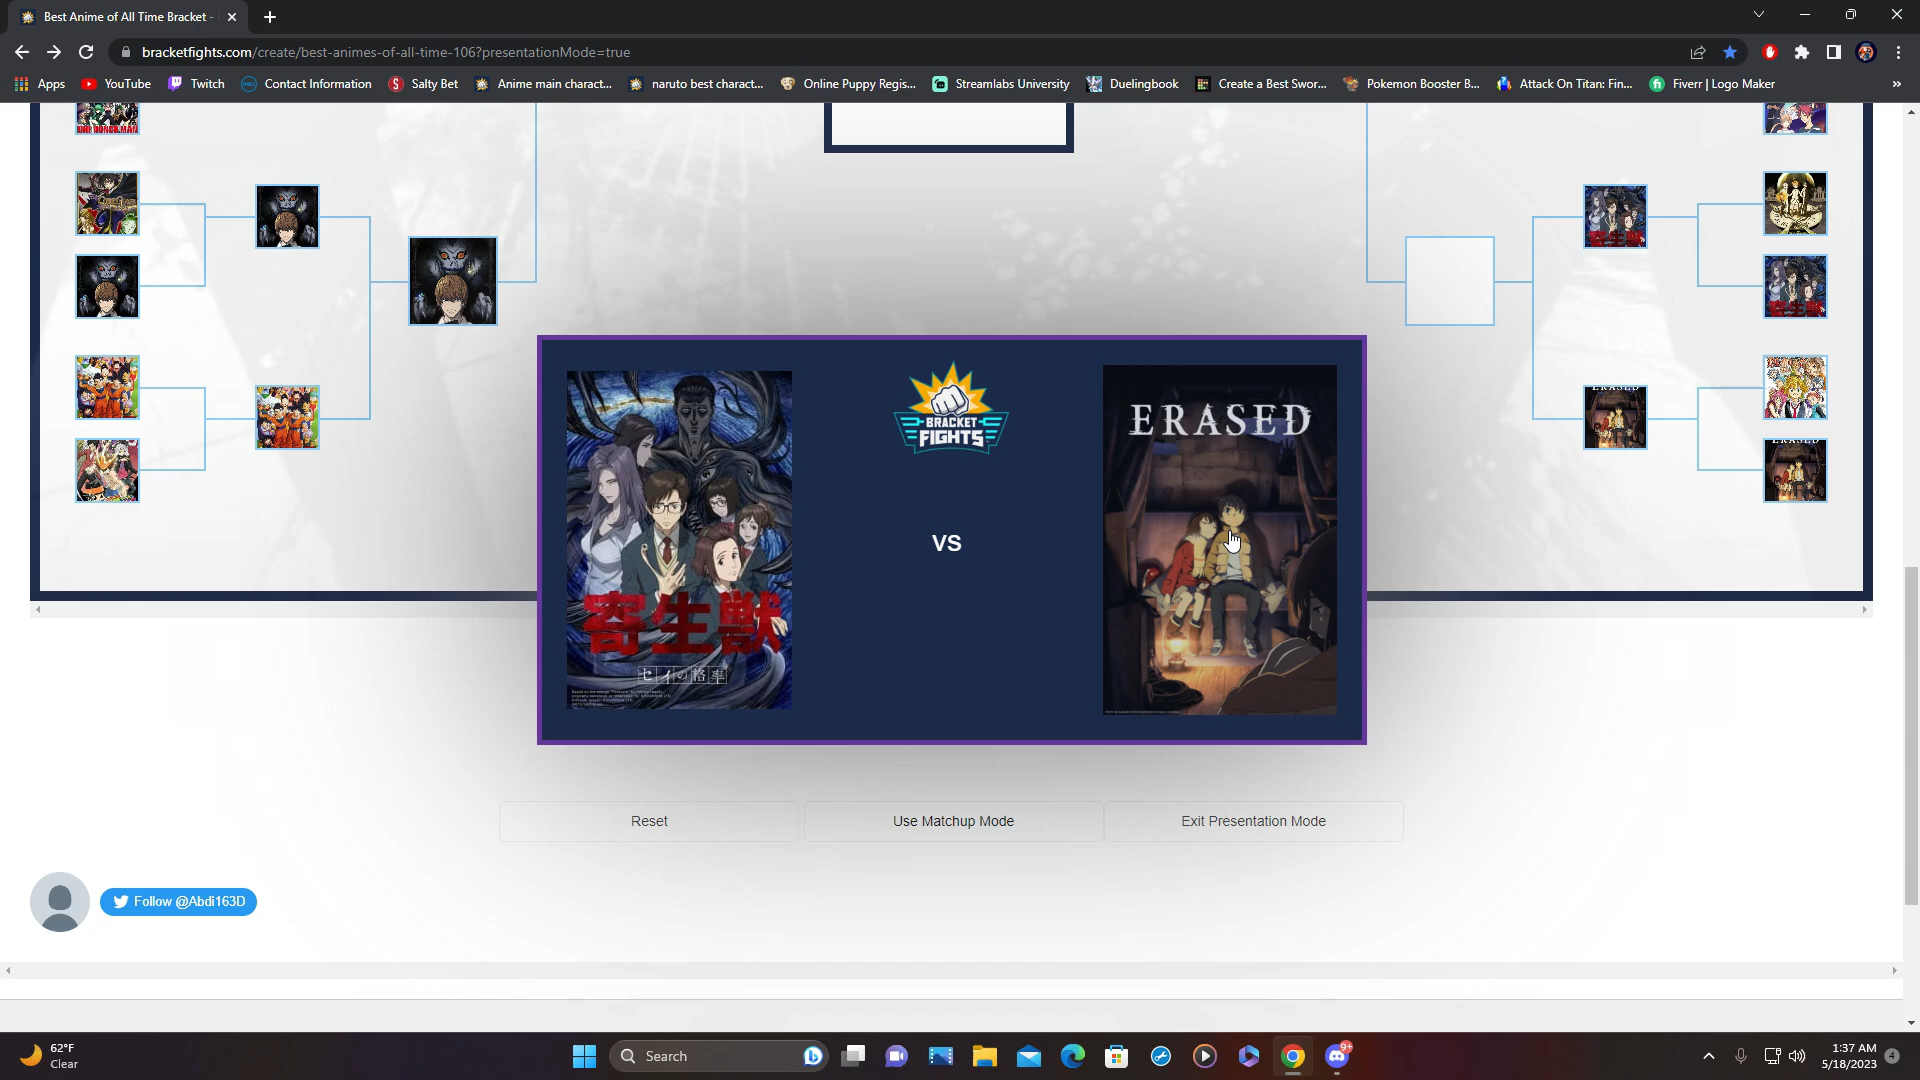 Best Anime of All Time Bracket -
bracketfights.com/create/best-animes-of-all-time-106?presentationMode=true
Apps
YouTube
Twitch
Contact Information
Salty Bet
Anime main charact...
naruto best charact...
Online Puppy Regis...
Streamlabs University
Duelingbook
Create a Best Swor...
Pokemon Booster B...
Attack On Titan: Fin...
Fiverr | Logo Maker
»
BRACKET
FIGHTS
ERASED
VS
寄生獣
セイの格率
Reset
Use Matchup Mode
Exit Presentation Mode
Follow @Abdi163D
62°F
Clear
Search
9+
1:37 AM
5/18/2023
4